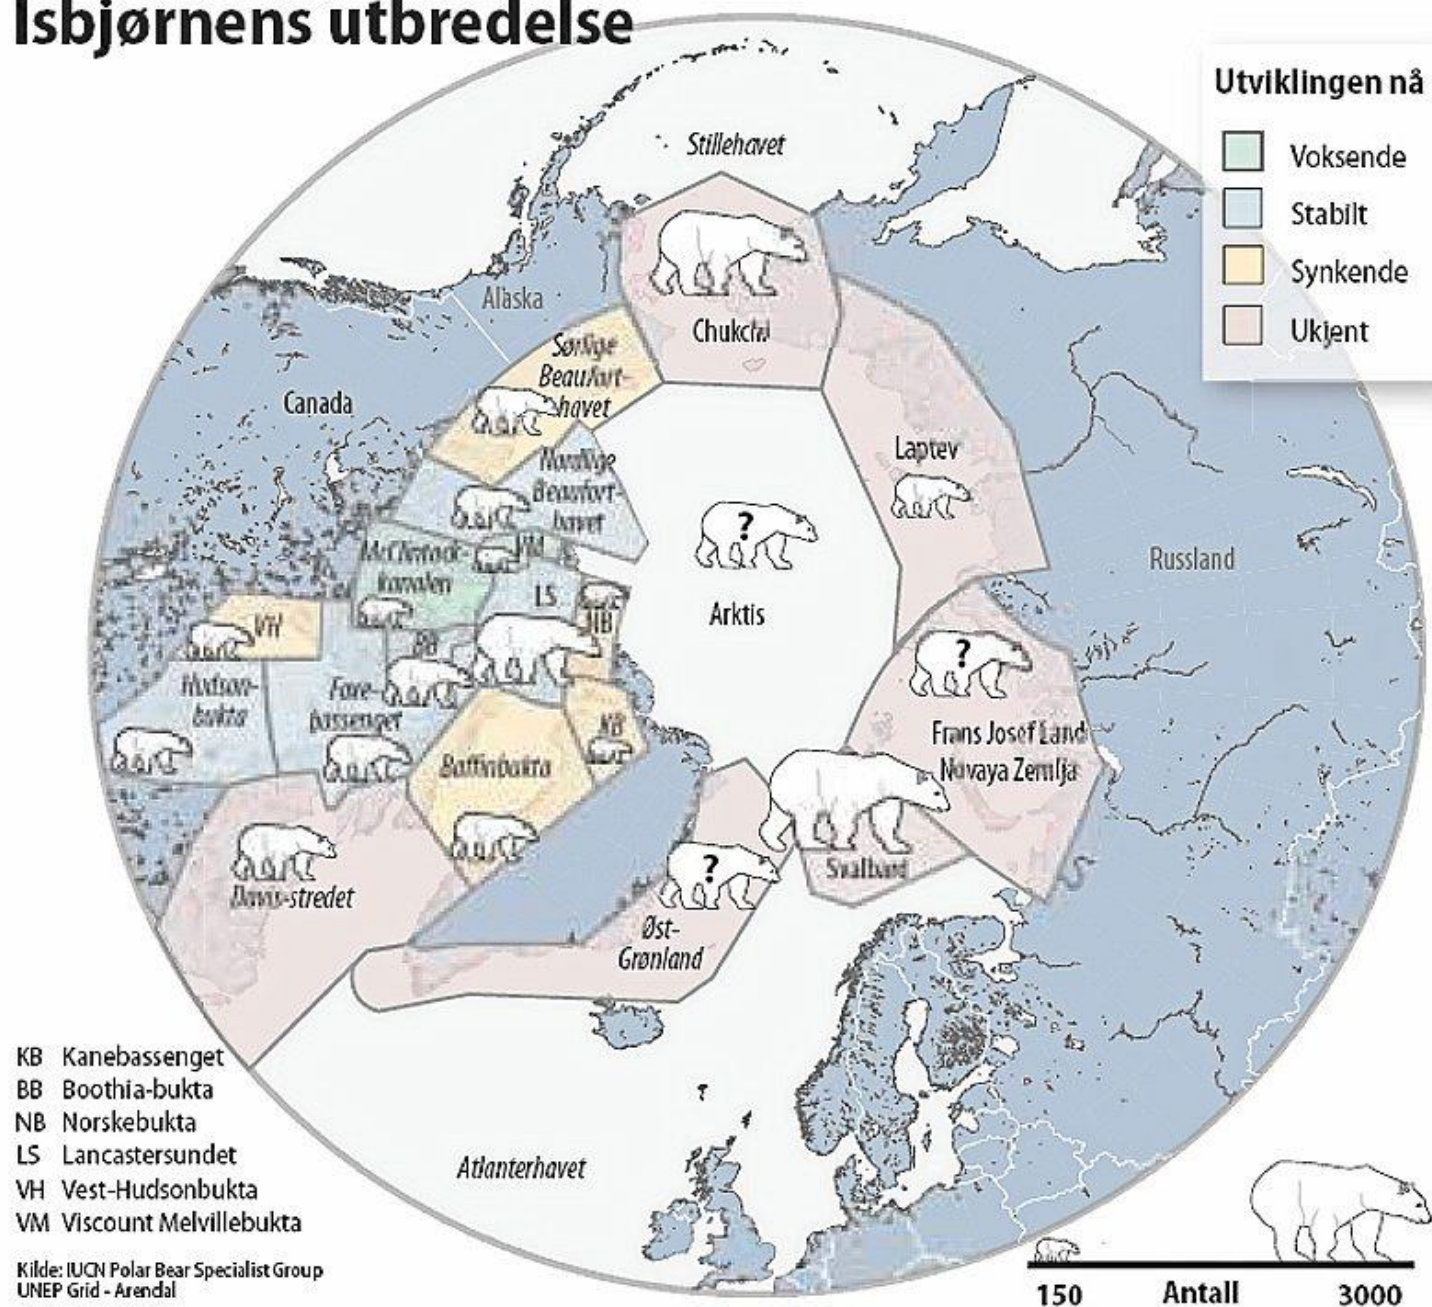 Isbjørnens utbredelse
Utviklingen nå
Voksende
Stabilt
Synkende
Ukjent
Stillehavet
Alaska
Chukchi
Sørlige
Beaufort-
havet
Canada
Nordlige
Beaufort-
havet
Laptev
?
Arktis
Russland
McClintock-
kanalen
VM
LS
NB
VH
BB
Hudson-
bukta
Foxe-
bassenget
KB
Baffinbukta
?
Frans Josef Land
Novaya Zemlja
Svalbard
?
Davis-stredet
Øst-
Grønland
Atlanterhavet
KB Kanebassenget
BB Boothia-bukta
NB Norskebukta
LS Lancastersundet
VH Vest-Hudsonbukta
VM Viscount Melvillebukta
Kilde: IUCN Polar Bear Specialist Group
UNEP Grid - Arendal
150 Antall 3000